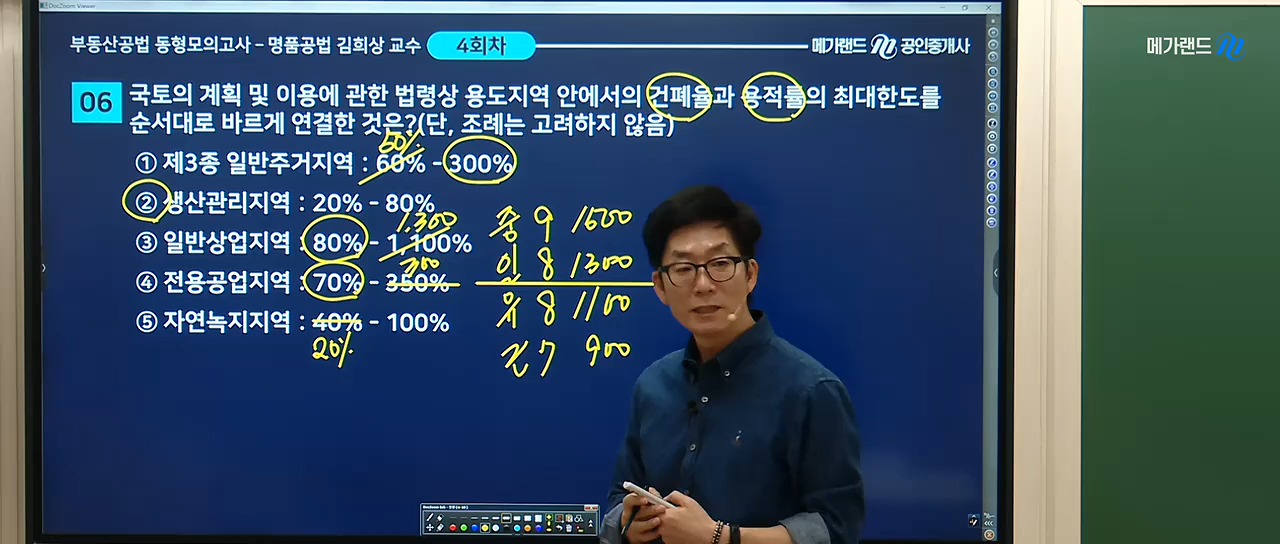 DocZoom Viewer
부동산공법 동형모의고사 – 명품공법 김희상 교수 4회차 메가랜드 공인중개사
메가랜드
06 국토의 계획 및 이용에 관한 법령상 용도지역 안에서의 건폐율과 용적률의 최대한도를
순서대로 바르게 연결한 것은?(단, 조례는 고려하지 않음)
50%
① 제3종 일반주거지역 : 60% - 300%
② 생산관리지역 : 20% - 80%
1,300 중 9 1500
③ 일반상업지역 : 80% - 1,100%
300 일 8 1300
④ 전용공업지역 : 70% - 350%
유 8 1100
⑤ 자연녹지지역 : 40% - 100%
20% 근 7 900